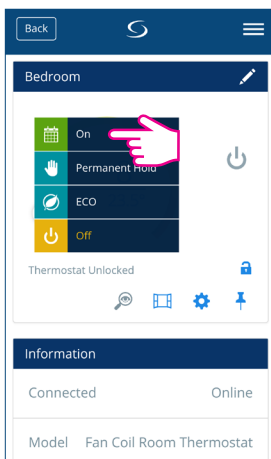 Back
Bedroom
On
Permanent Hold
ECO
Off
Thermostat Unlocked
Information
Connected Online
Model Fan Coil Room Thermostat